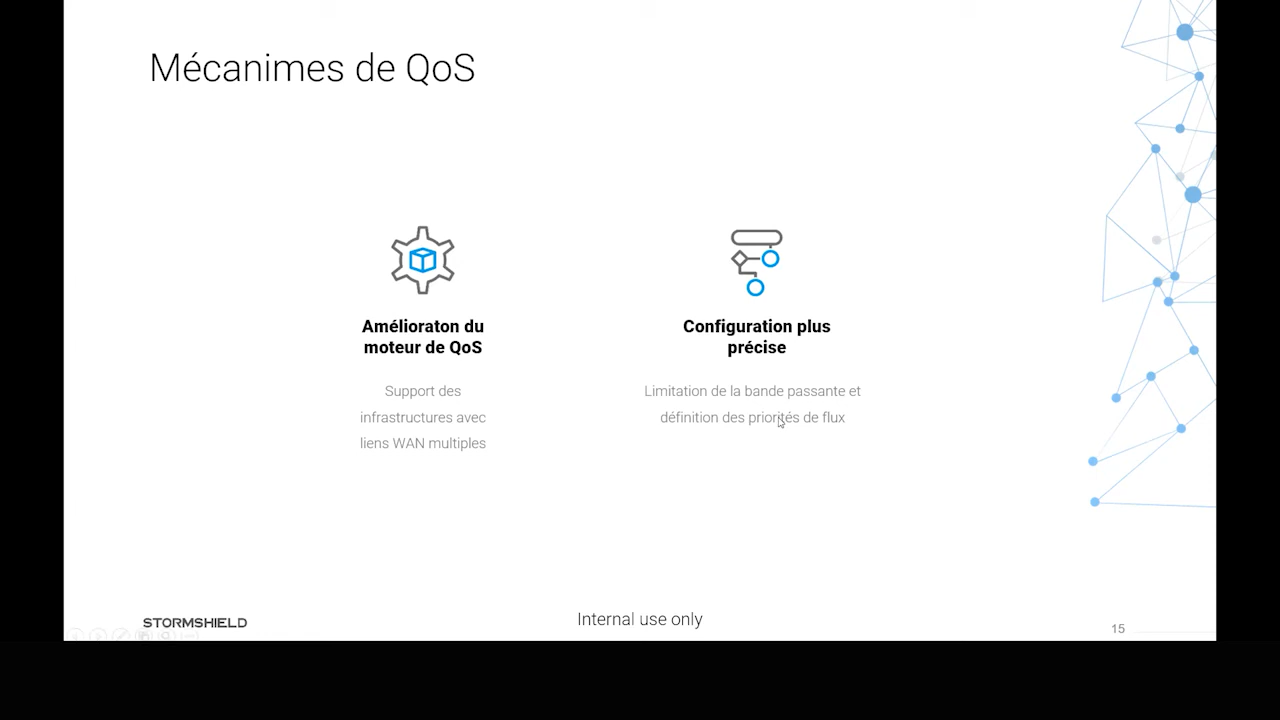 Mécanimes de QoS
Amélioraton du
moteur de QoS
Support des
infrastructures avec
liens WAN multiples
Configuration plus
précise
Limitation de la bande passante et
définition des priorités de flux
STORMSHIELD
Internal use only
15